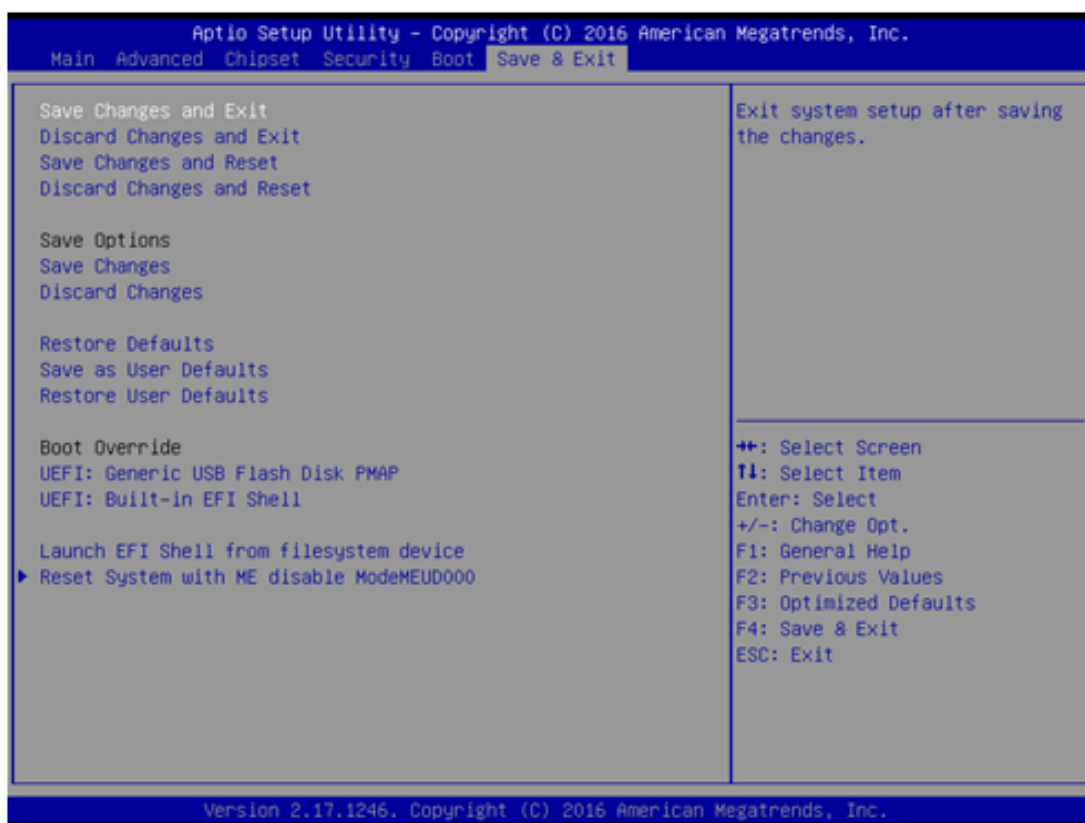 Aptio Setup Utility – Copyright (C) 2016 American Megatrends, Inc.
Main Advanced Chipset Security Boot Save & Exit
Save Changes and Exit
Discard Changes and Exit
Save Changes and Reset
Discard Changes and Reset
Save Options
Save Changes
Discard Changes
Restore Defaults
Save as User Defaults
Restore User Defaults
Boot Override
UEFI: Generic USB Flash Disk PMAP
UEFI: Built-in EFI Shell
Launch EFI Shell from filesystem device
▶ Reset System with ME disable ModeMEUD000
Exit system setup after saving
the changes.
→←: Select Screen
↑↓: Select Item
Enter: Select
+/-: Change Opt.
F1: General Help
F2: Previous Values
F3: Optimized Defaults
F4: Save & Exit
ESC: Exit
Version 2.17.1246. Copyright (C) 2016 American Megatrends, Inc.